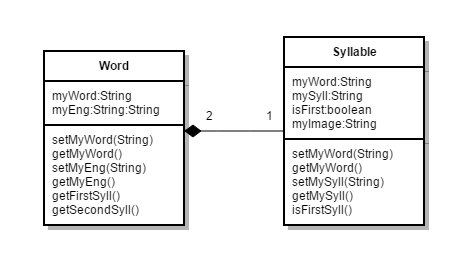 Word
myWord:String
myEng:String:String
setMyWord(String)
getMyWord()
setMyEng(String)
getMyEng()
getFirstSyll()
getSecondSyll()
2
1
Syllable
myWord:String
mySyll:String
isFirst:boolean
myImage:String
setMyWord(String)
getMyWord()
setMySyll(String)
getMySyll()
isFirstSyll()